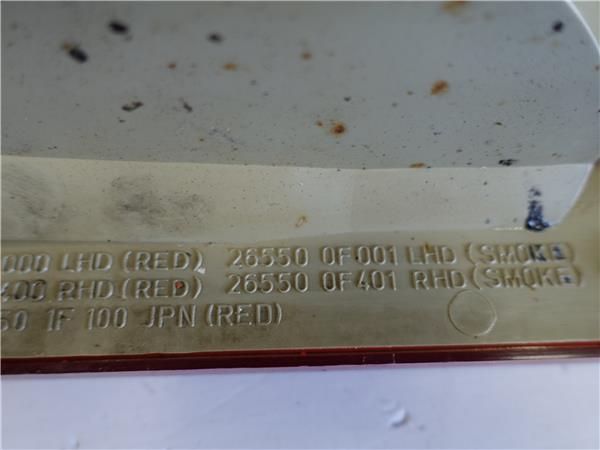 000 LHD (RED) 26550 0F001 LHD (SMOKE)
400 RHD (RED) 26550 0F401 RHD (SMOKE)
50 1F 100 JPN (RED)